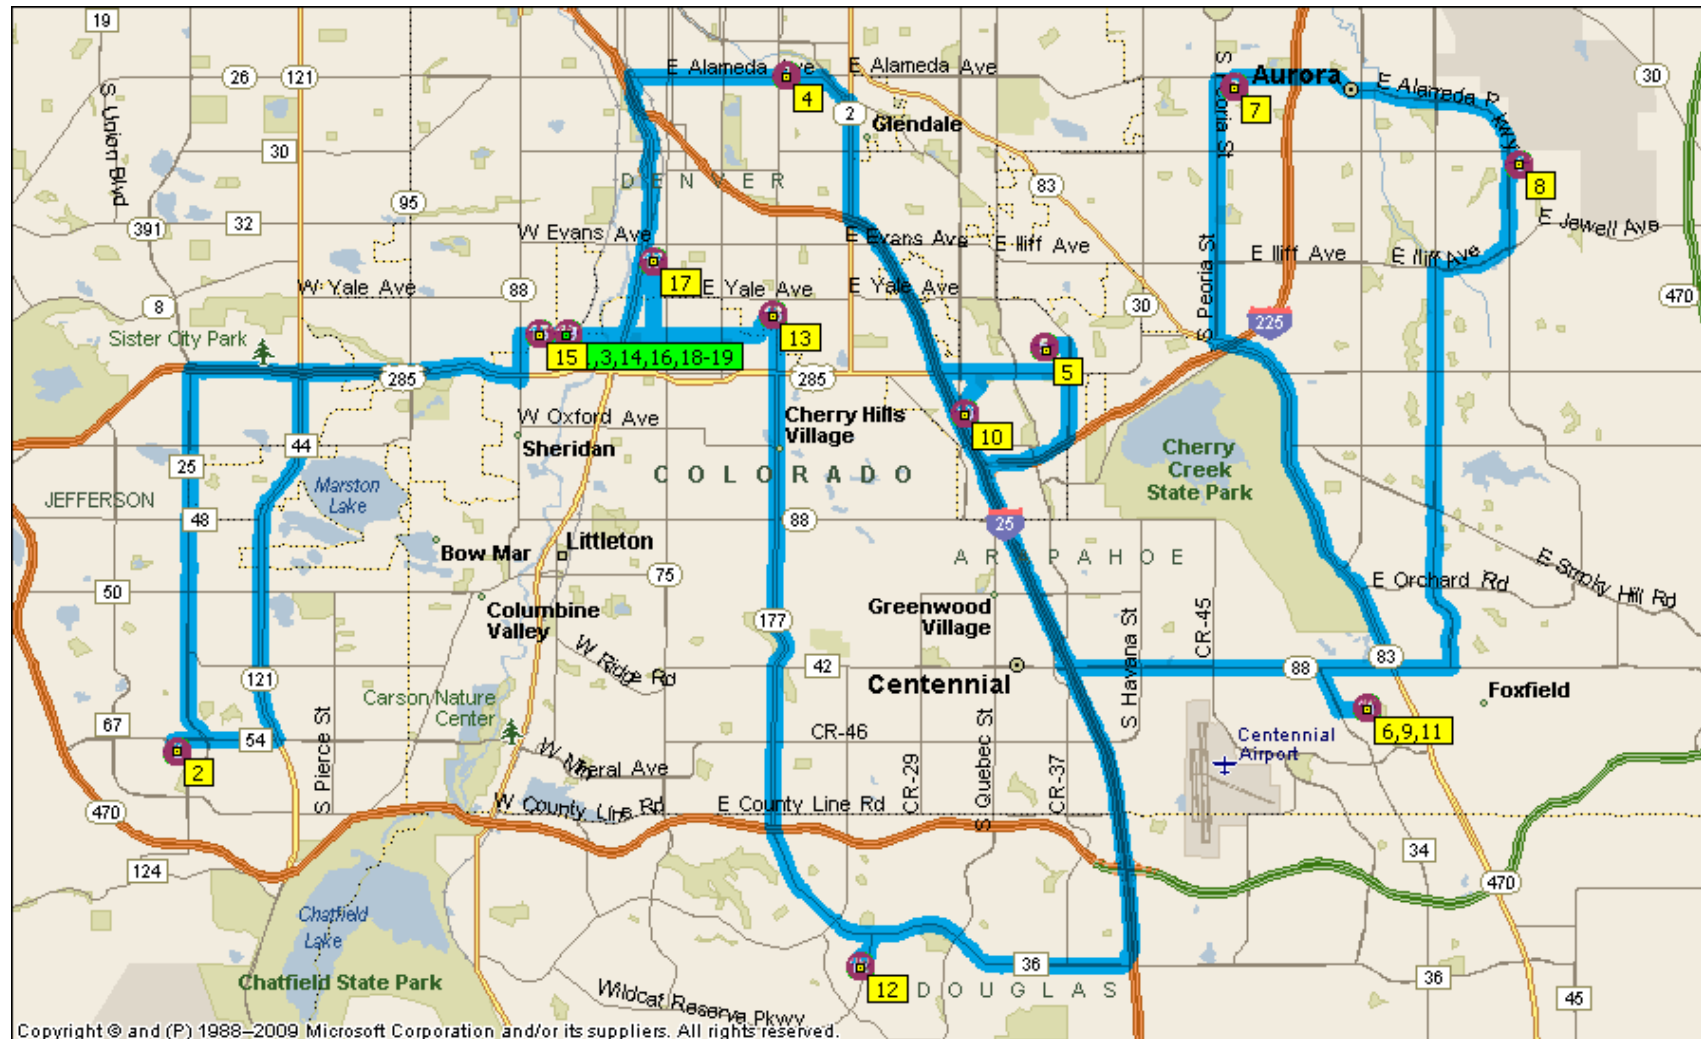 19
26
121
E Alameda Ave
E Alameda Ave
S Peoria St
Aurora
30
4
7
E Alameda Pkwy
S Union Blvd
2
Glendale
30
DENVER
83
8
95
391
32
W Evans Ave
E Evans Ave
E Iliff Ave
E Iliff Ave
E Iliff Ave
E Jewell Ave
17
W Yale Ave
88
E Yale Ave
E Yale Ave
S Peoria St
470
8
30
225
Sister City Park
13
15
,3,14,16,18-19
285
285
5
W Oxford Ave
Cherry Hills
Village
10
44
Sheridan
25
COLORADO
Cherry
Creek
State Park
JEFFERSON
Marston
Lake
48
88
25
Bow Mar
Littleton
ARAPAHOE
75
E Orchard Rd
E Smoky Hill Rd
50
Columbine
Valley
177
Greenwood
Village
S Havana St
CR-45
W Ridge Rd
42
88
83
121
Carson Nature
Center
Centennial
Foxfield
67
54
S Pierce St
W Mineral Ave
CR-46
CR-29
S Quebec St
CR-37
6,9,11
Centennial
Airport
2
470
W County Line Rd
E County Line Rd
124
34
470
Chatfield
Lake
36
36
Chatfield State Park
12
DOUGLAS
45
Wildcat Reserve Pkwy
Copyright © and (P) 1988–2009 Microsoft Corporation and/or its suppliers. All rights reserved.